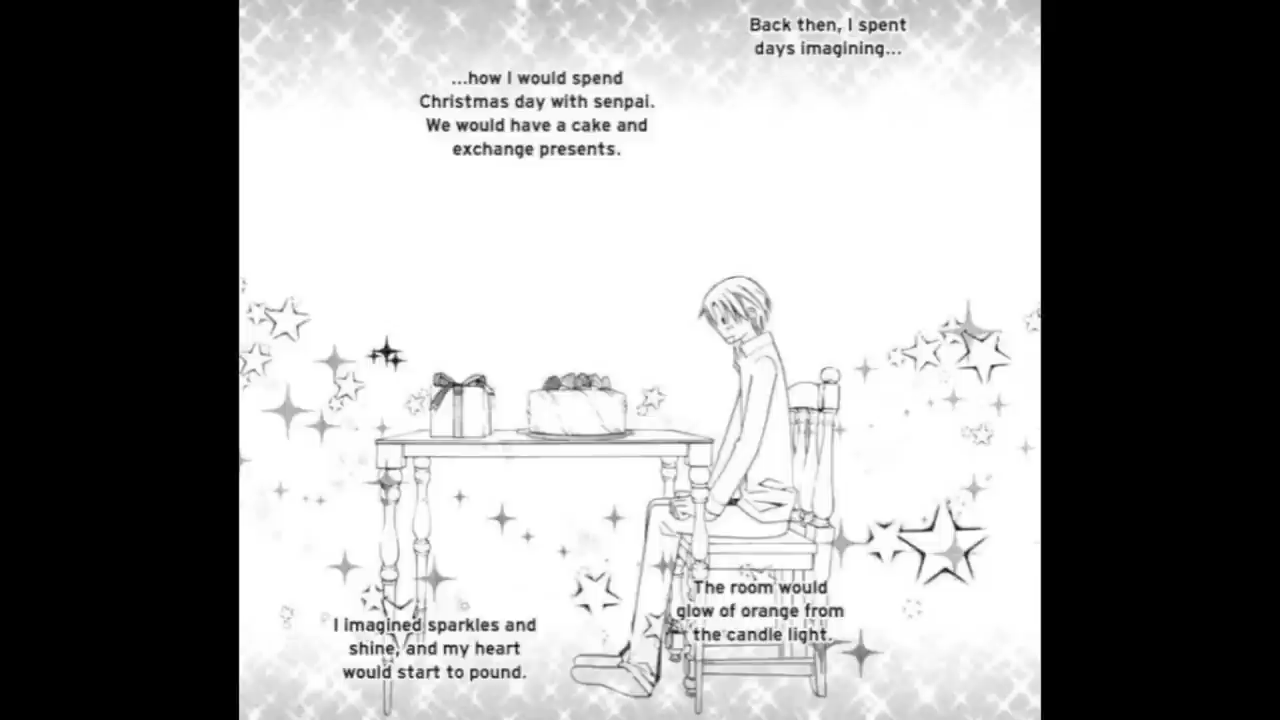 Back then, I spent
days imagining...
...how I would spend
Christmas day with senpai.
We would have a cake and
exchange presents.
The room would
glow of orange from
the candle light.
I imagined sparkles and
shine, and my heart
would start to pound.